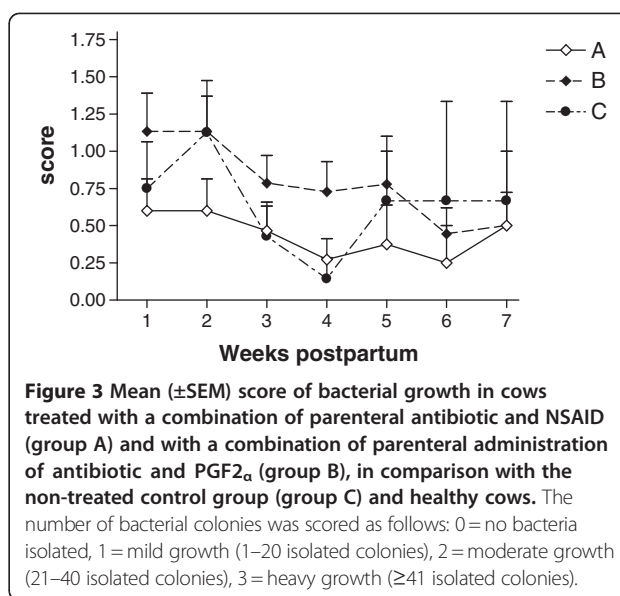 1.75
1.50
1.25
1.00
0.75
0.50
0.25
0.00
score
1 2 3 4 5 6 7
Weeks postpartum
A
B
C
Figure 3 Mean (±SEM) score of bacterial growth in cows
treated with a combination of parenteral antibiotic and NSAID
(group A) and with a combination of parenteral administration
of antibiotic and PGF2α (group B), in comparison with the
non-treated control group (group C) and healthy cows. The
number of bacterial colonies was scored as follows: 0 = no bacteria
isolated, 1 = mild growth (1–20 isolated colonies), 2 = moderate growth
(21–40 isolated colonies), 3 = heavy growth (≥41 isolated colonies).